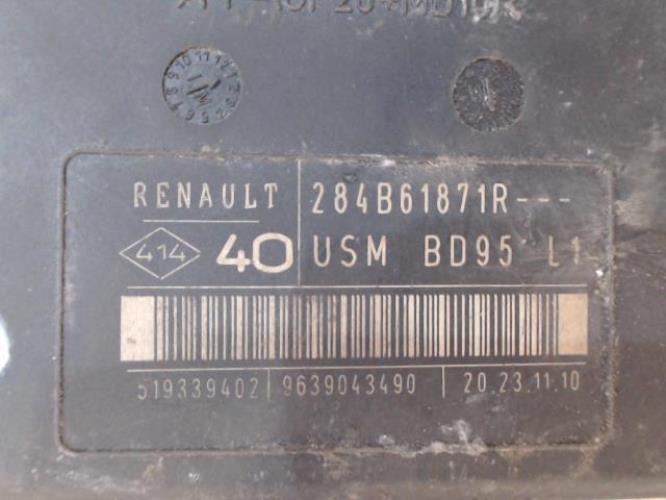 RENAULT 284B61871R---
414 40 USM BD95 L1
519339402 9639043490 20.23.11.10